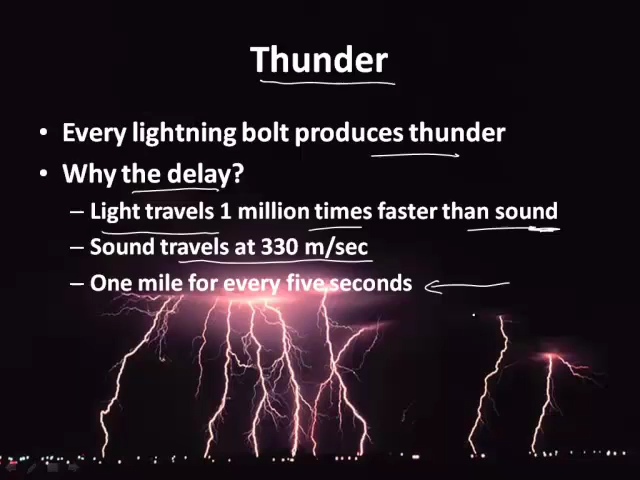 Thunder
• Every lightning bolt produces thunder
• Why the delay?
– Light travels 1 million times faster than sound
– Sound travels at 330 m/sec
– One mile for every five seconds